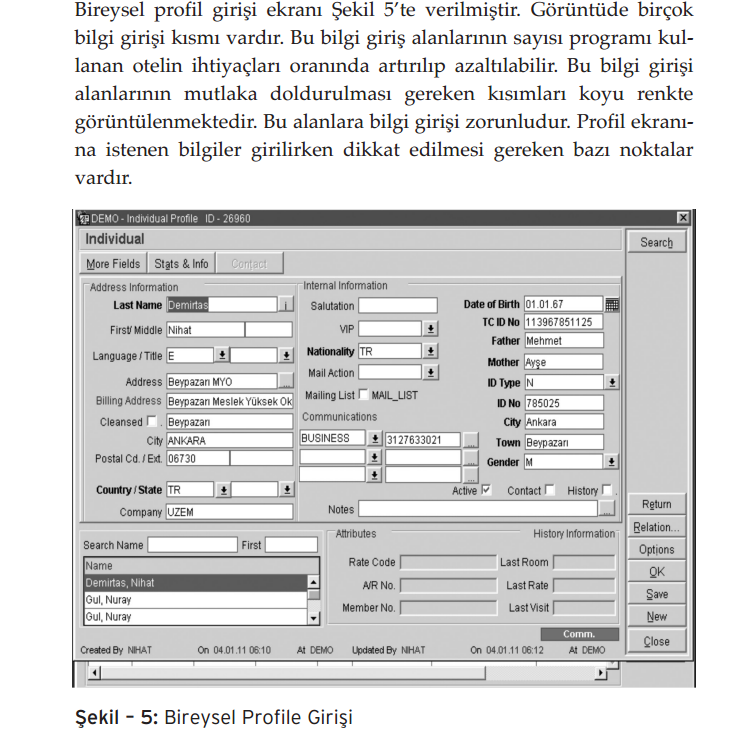 Bireysel profil girişi ekranı Şekil 5'te verilmiştir. Görüntüde birçok
bilgi girişi kısmı vardır. Bu bilgi giriş alanlarının sayısı programı kul-
lanan otelin ihtiyaçları oranında artırılıp azaltılabilir. Bu bilgi girişi
alanlarının mutlaka doldurulması gereken kısımları koyu renkte
görüntülenmektedir. Bu alanlara bilgi girişi zorunludur. Profil ekranı-
na istenen bilgiler girilirken dikkat edilmesi gereken bazı noktalar
vardır.
DEMO - Individual Profile ID - 26960
Individual
Search
More Fields Stats & Info Contact
Address Information
Last Name Demirtas i
First/ Middle Nihat
Language / Title E
Address Beypazarı MYO ...
Billing Address Beypazarı Meslek Yüksek Ok
Cleansed . Beypazarı
City ANKARA
Postal Cd. / Ext. 06730
Country / State TR
Company UZEM
Internal Information
Salutation
VIP
Nationality TR
Mail Action
Mailing List MAIL_LIST
Communications
BUSINESS 3127633021 ...
...
...
Date of Birth 01.01.67
TC ID No 113967851125
Father Mehmet
Mother Ayşe
ID Type N
ID No 785025
City Ankara
Town Beypazarı
Gender M
Active Contact History .
Notes ...
Search Name First
Name
Demirtas, Nihat
Gul, Nuray
Gul, Nuray
Attributes History Information
Rate Code Last Room
A/R No. Last Rate
Member No. Last Visit
Comm.
Return
Relation...
Options
OK
Save
New
Close
Created By NIHAT On 04.01.11 06:10 At DEMO Updated By NIHAT On 04.01.11 06:12 At DEMO
Şekil – 5: Bireysel Profile Girişi